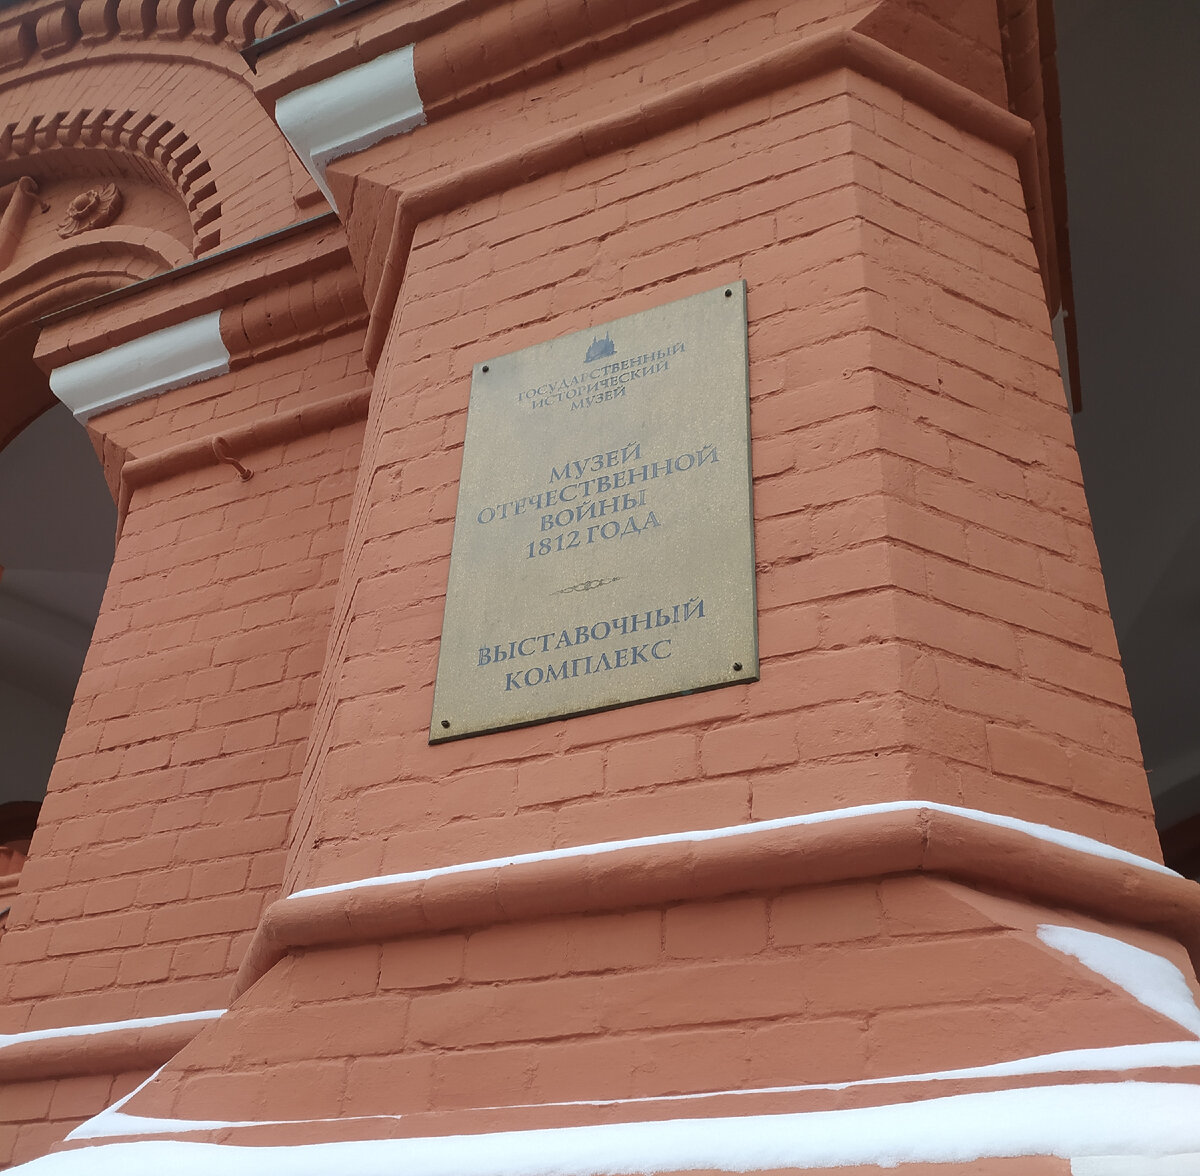 ГОСУДАРСТВЕННЫЙ
ИСТОРИЧЕСКИЙ
МУЗЕЙ
МУЗЕЙ
ОТЕЧЕСТВЕННОЙ
ВОЙНЫ
1812 ГОДА
ВЫСТАВОЧНЫЙ
КОМПЛЕКС